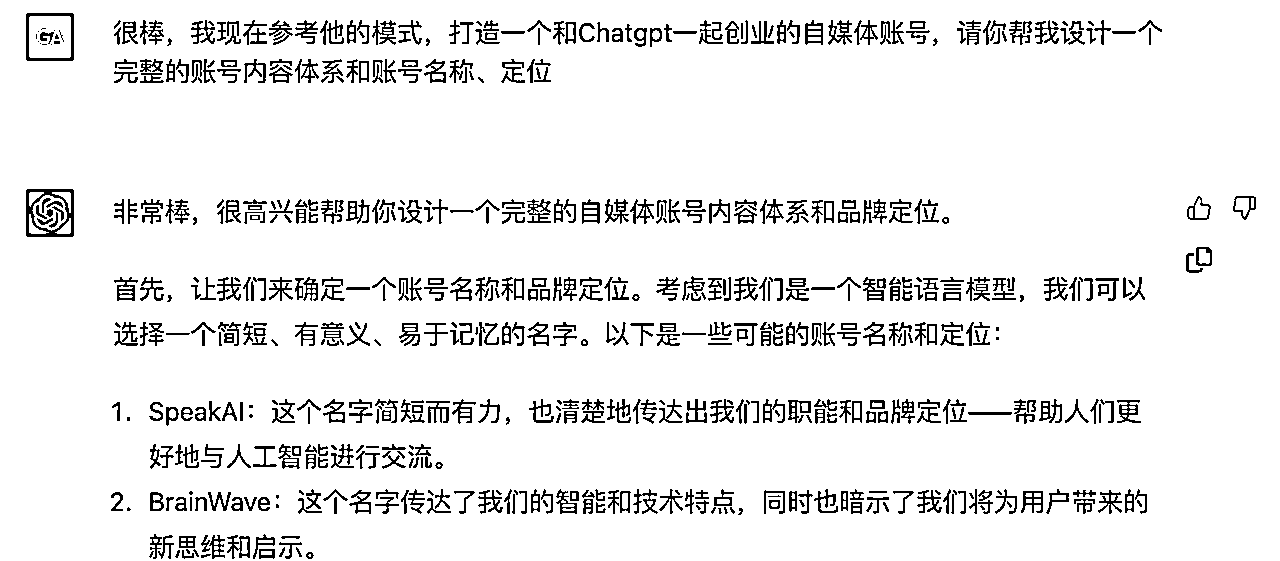 很棒，我现在参考他的模式，打造一个和Chatgpt一起创业的自媒体账号，请你帮我设计一个
完整的账号内容体系和账号名称、定位
非常棒，很高兴能帮助你设计一个完整的自媒体账号内容体系和品牌定位。
首先，让我们来确定一个账号名称和品牌定位。考虑到我们是一个智能语言模型，我们可以
选择一个简短、有意义、易于记忆的名字。以下是一些可能的账号名称和定位：
1. SpeakAI：这个名字简短而有力，也清楚地传达出我们的职能和品牌定位——帮助人们更
好地与人工智能进行交流。
2. BrainWave：这个名字传达了我们的智能和技术特点，同时也暗示了我们将为用户带来的
新思维和启示。